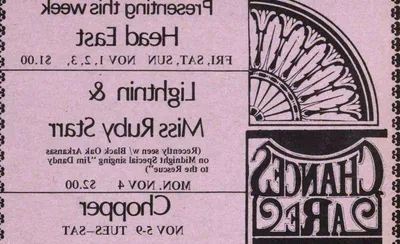 Presenting this week
Head East
FRI, SAT, SUN NOV 1, 2, 3, $1.00
Lightnin &
Miss Ruby Starr
(Recently seen w/ Black Oak Arkansas
on Midnight Special singing "Jim Dandy
to the Rescue")
MON. NOV 4 $2.00
Chopper
NOV 5-9 TUES-SAT
CHANCES
ARE